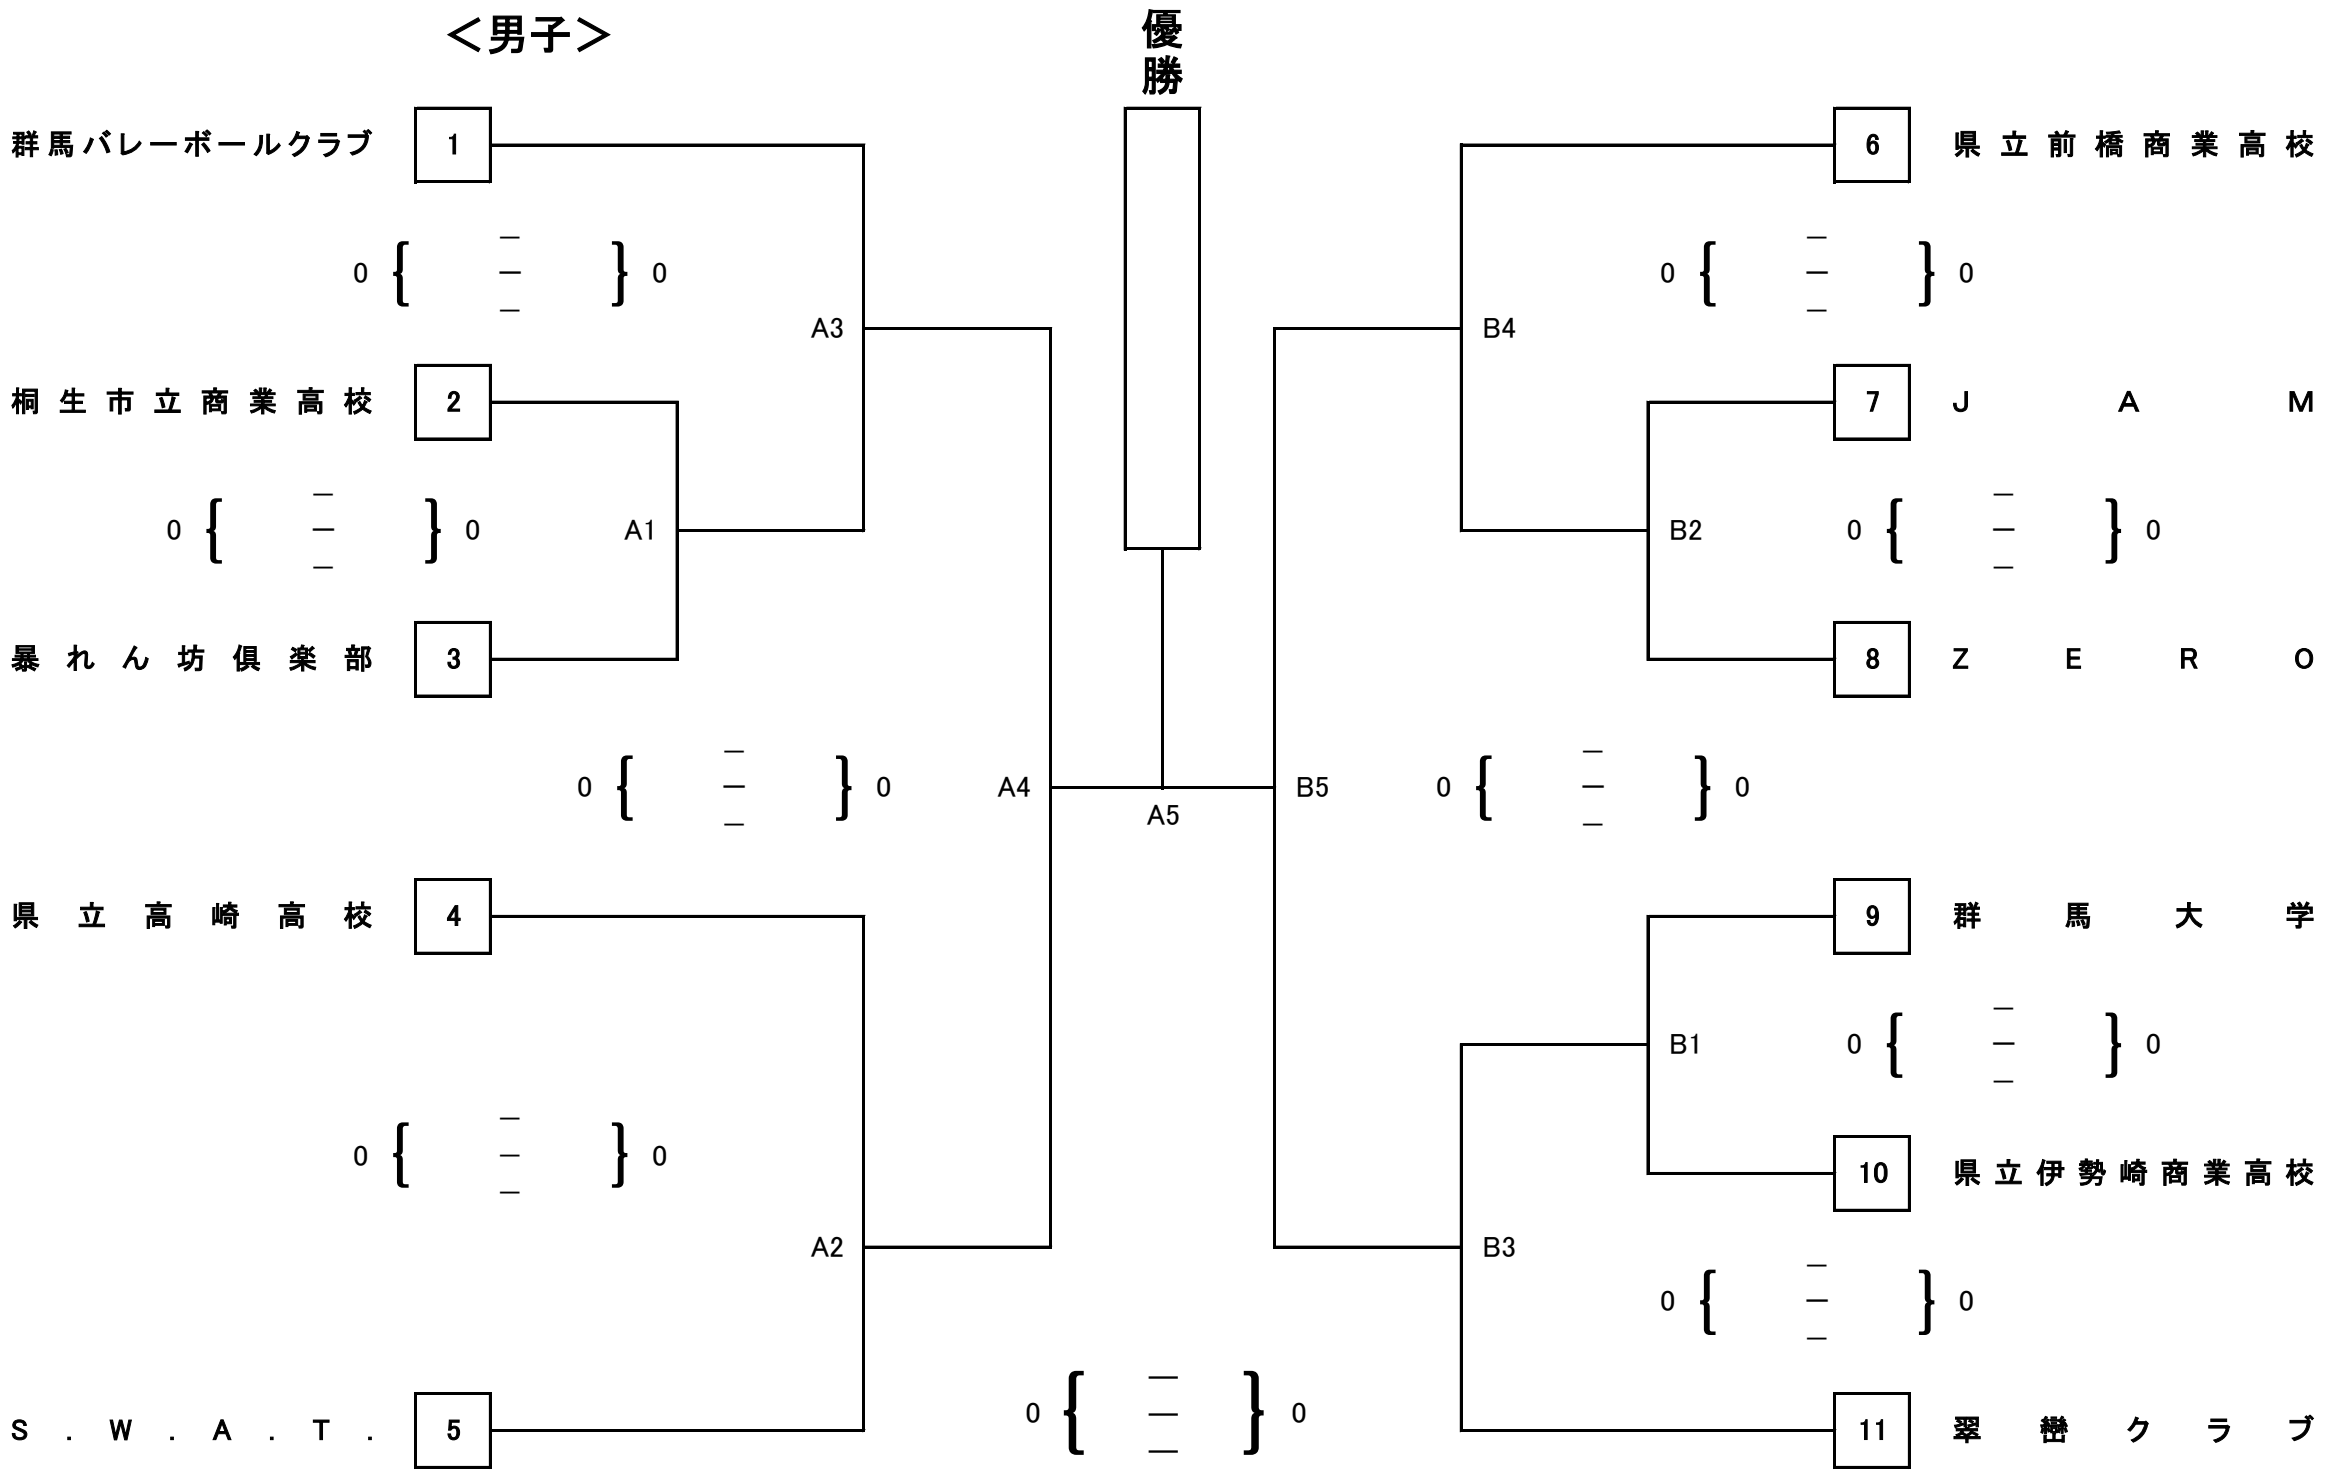 ＜男子＞
優勝
群馬バレーボールクラブ 1
6 県立前橋商業高校
－
0 { － } 0
－
A3
－
0 { － } 0
－
B4
桐生市立商業高校 2
7 JAM
－
0 { － } 0
－
A1
B2
－
0 { － } 0
－
暴れん坊倶楽部 3
8 ZERO
－
0 { － } 0
－
A4
A5
B5
－
0 { － } 0
－
県立高崎高校 4
9 群馬大学
B1
－
0 { － } 0
－
－
0 { － } 0
－
10 県立伊勢崎商業高校
A2
B3
－
0 { － } 0
－
－
0 { － } 0
－
S.W.A.T. 5
11 翠巒クラブ